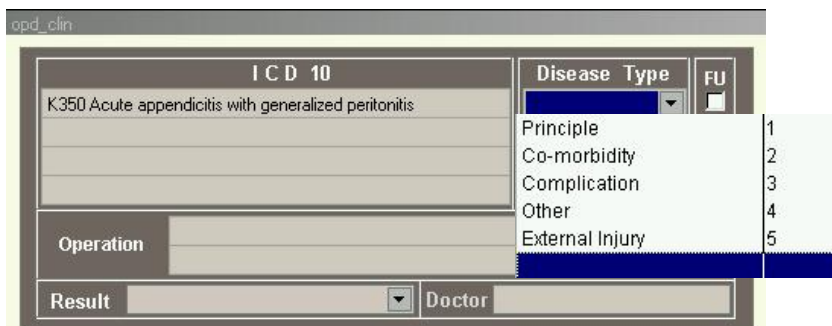 opd_clin
ICD 10 Disease Type FU
K350 Acute appendicitis with generalized peritonitis
Principle 1
Co-morbidity 2
Complication 3
Other 4
External Injury 5
Operation
Result Doctor